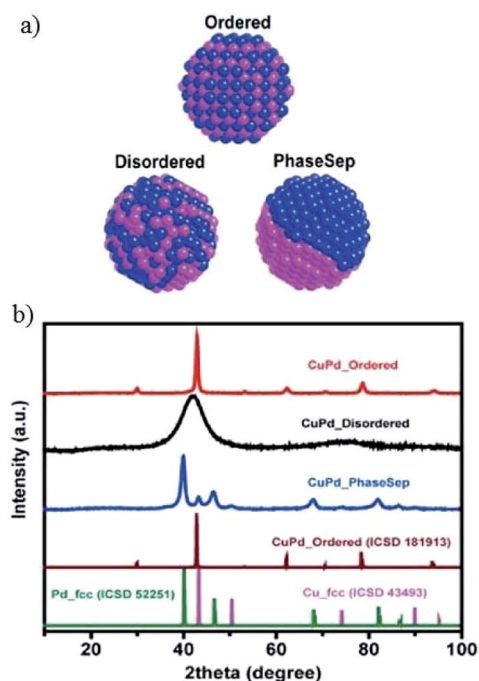 a)
Ordered
Disordered
PhaseSep
b)
CuPd_Ordered
CuPd_Disordered
CuPd_PhaseSep
CuPd_Ordered (ICSD 181913)
Pd_fcc (ICSD 52251)
Cu_fcc (ICSD 43493)
Intensity (a.u.)
20
40
60
80
100
2theta (degree)